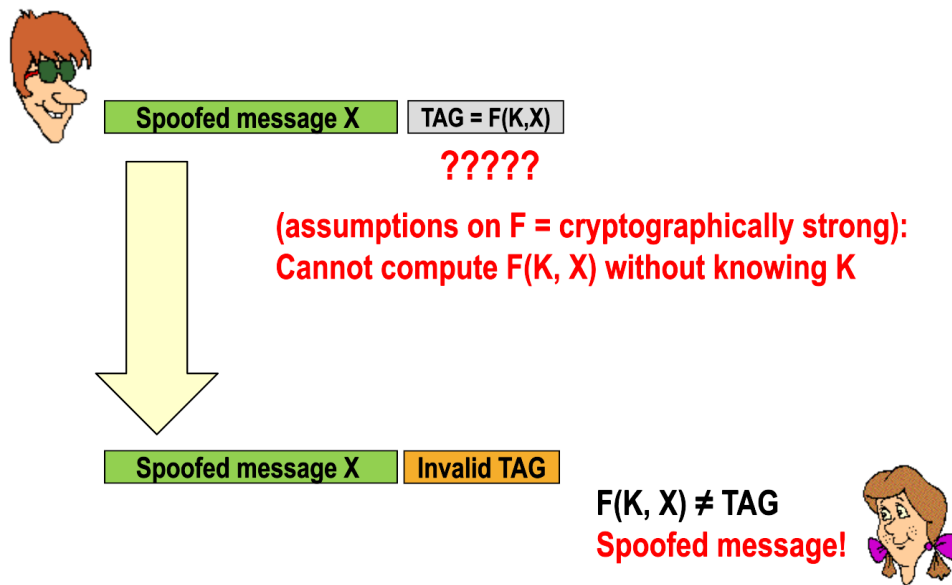 Spoofed message X
TAG = F(K,X)
?????
(assumptions on F = cryptographically strong):
Cannot compute F(K, X) without knowing K
Spoofed message X
Invalid TAG
F(K, X) ≠ TAG
Spoofed message!